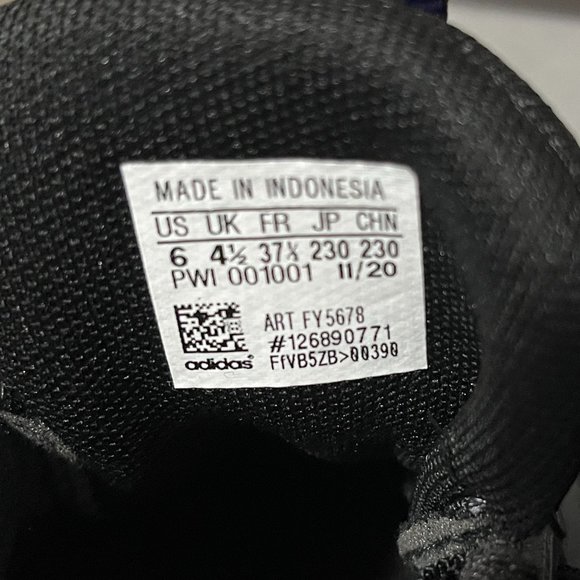 MADE IN INDONESIA
US UK FR JP CHN
6 4½ 37⅓ 230 230
PWI 001001 11/20
ART FY5678
#126890771
adidas® FfVB5ZB>00390